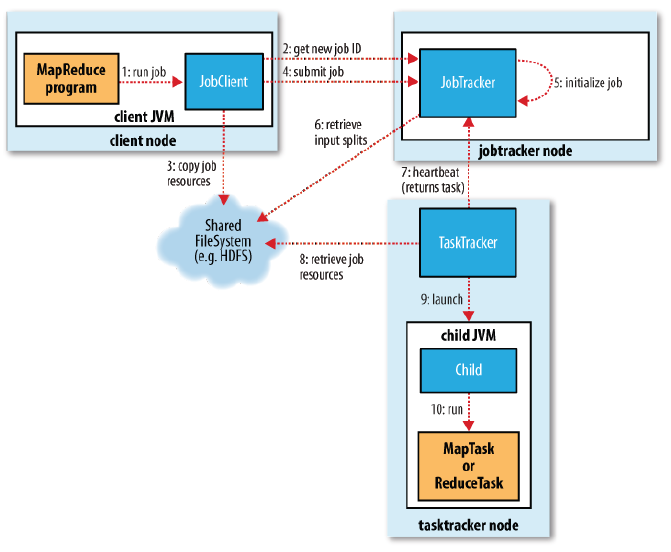 MapReduce
program
1: run job
JobClient
client JVM
client node
2: get new job ID
4: submit job
JobTracker
5: initialize job
jobtracker node
3: copy job
resources
6: retrieve
input splits
7: heartbeat
(returns task)
Shared
FileSystem
(e.g. HDFS)
8: retrieve job
resources
TaskTracker
9: launch
child JVM
Child
10: run
MapTask
or
ReduceTask
tasktracker node